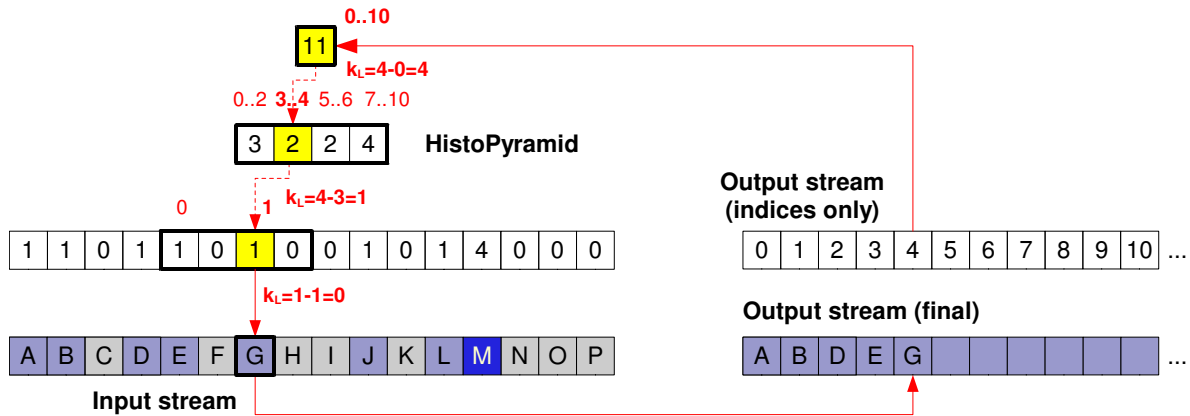 0..10
11
kL=4-0=4
0..2 3..4 5..6 7..10
3 2 2 4
HistoPyramid
kL=4-3=1
0 1
1 1 0 1 1 0 1 0 0 1 0 1 4 0 0 0
kL=1-1=0
A B C D E F G H I J K L M N O P
Input stream
Output stream
(indices only)
0 1 2 3 4 5 6 7 8 9 10 ...
Output stream (final)
A B D E G ...